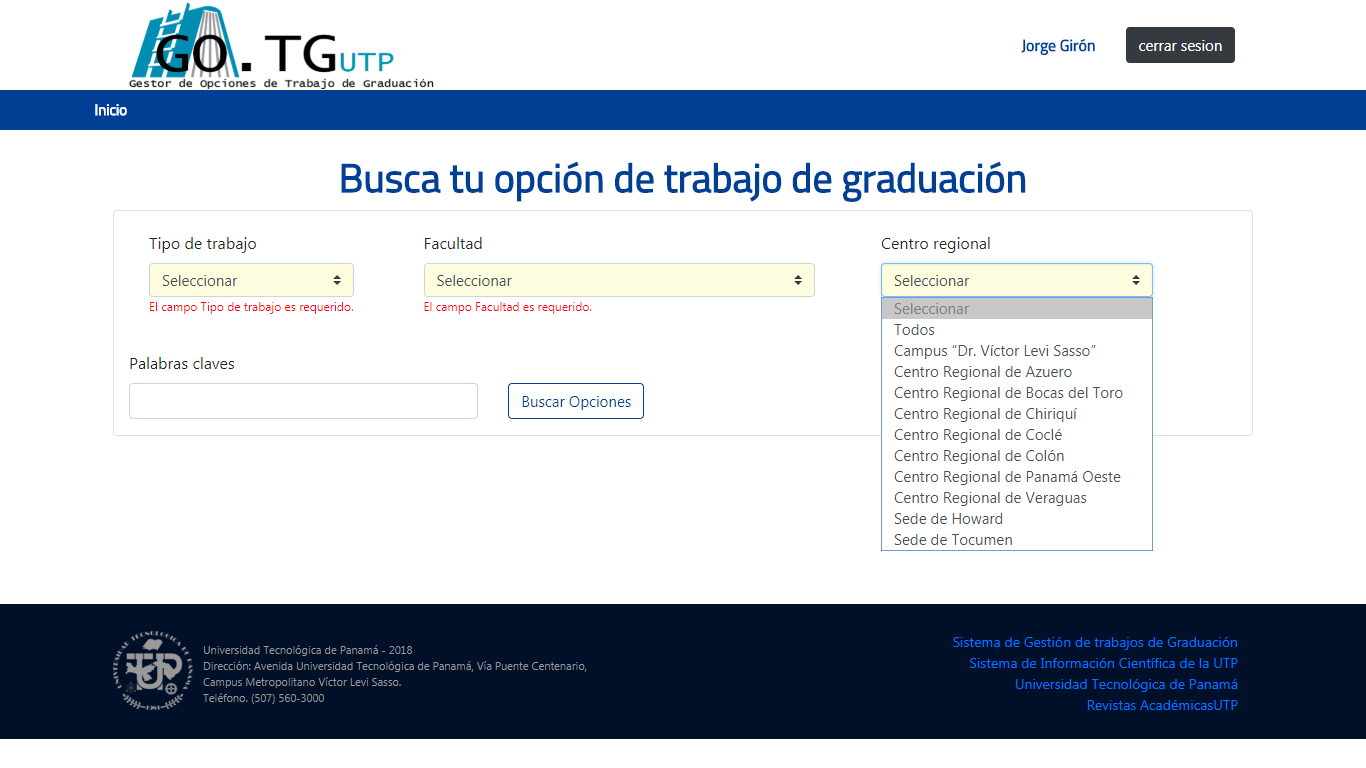 GO.TGUTP
Gestor de Opciones de Trabajo de Graduación
Jorge Girón
cerrar sesion
Inicio
Busca tu opción de trabajo de graduación
Tipo de trabajo
Seleccionar
El campo Tipo de trabajo es requerido.
Facultad
Seleccionar
El campo Facultad es requerido.
Centro regional
Seleccionar
Seleccionar
Todos
Campus “Dr. Víctor Levi Sasso”
Centro Regional de Azuero
Centro Regional de Bocas del Toro
Centro Regional de Chiriquí
Centro Regional de Coclé
Centro Regional de Colón
Centro Regional de Panamá Oeste
Centro Regional de Veraguas
Sede de Howard
Sede de Tocumen
Palabras claves
Buscar Opciones
Universidad Tecnológica de Panamá - 2018
Dirección: Avenida Universidad Tecnológica de Panamá, Vía Puente Centenario,
Campus Metropolitano Víctor Levi Sasso.
Teléfono. (507) 560-3000
Sistema de Gestión de trabajos de Graduación
Sistema de Información Científica de la UTP
Universidad Tecnológica de Panamá
Revistas AcadémicasUTP